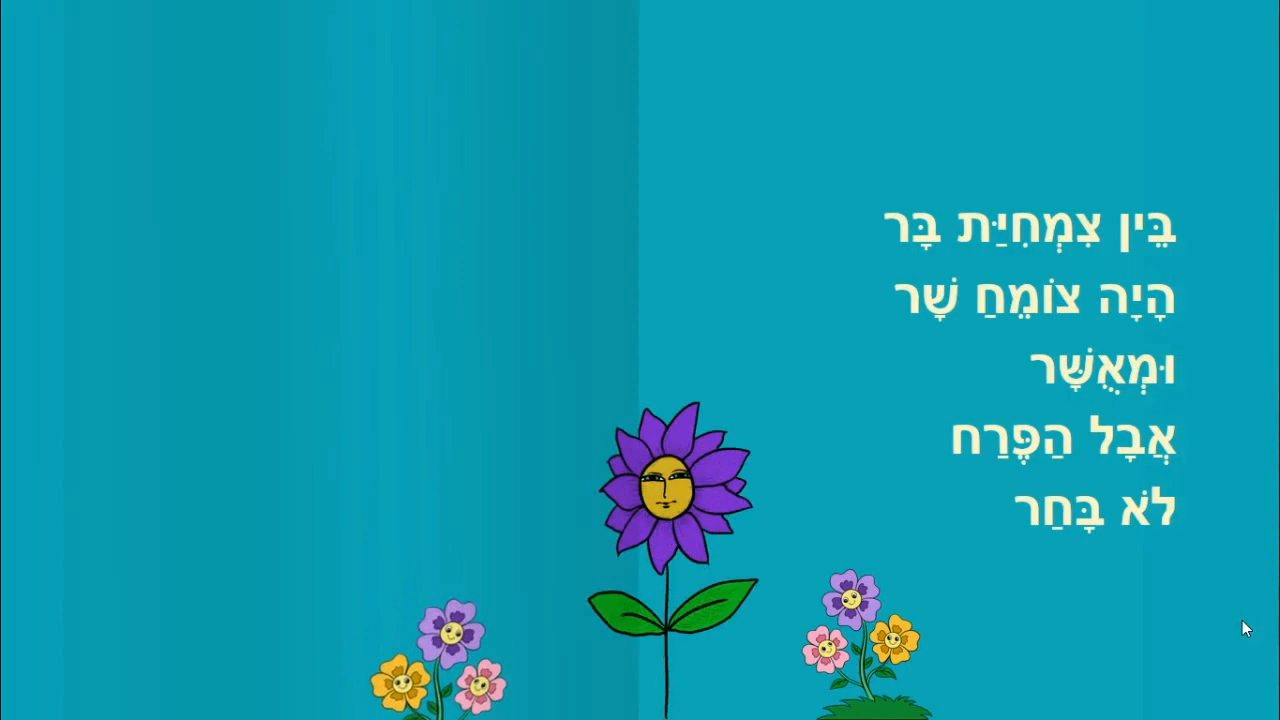 בֵּין צִמְחִיַּת בָּר
הָיָה צוֹמֵחַ שָׁר
וּמְאֻשָּׁר
אֲבָל הַפֶּרַח
לֹא בָּחַר